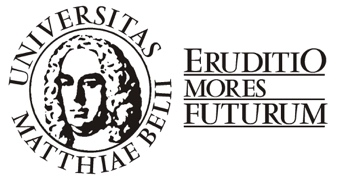 UNIVERSITAS
MATTHIAE BELII
ERUDITIO
MORES
FUTURUM